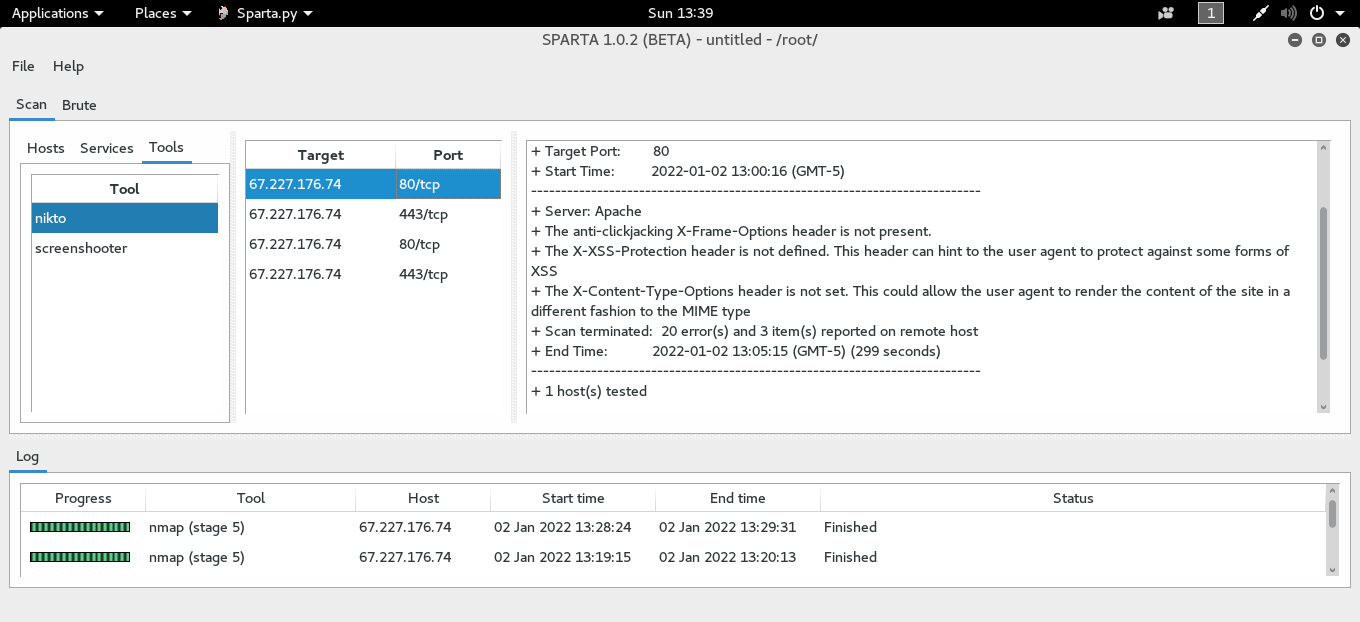 Applications Places Sparta.py Sun 13:39 1
SPARTA 1.0.2 (BETA) - untitled - /root/
File Help
Scan Brute
Hosts Services Tools
Tool
nikto
screenshooter
Target Port
67.227.176.74 80/tcp
67.227.176.74 443/tcp
67.227.176.74 80/tcp
67.227.176.74 443/tcp
+ Target Port: 80
+ Start Time: 2022-01-02 13:00:16 (GMT-5)
---------------------------------------------------------------------------
+ Server: Apache
+ The anti-clickjacking X-Frame-Options header is not present.
+ The X-XSS-Protection header is not defined. This header can hint to the user agent to protect against some forms of
XSS
+ The X-Content-Type-Options header is not set. This could allow the user agent to render the content of the site in a
different fashion to the MIME type
+ Scan terminated: 20 error(s) and 3 item(s) reported on remote host
+ End Time: 2022-01-02 13:05:15 (GMT-5) (299 seconds)
---------------------------------------------------------------------------
+ 1 host(s) tested
Log
Progress Tool Host Start time End time Status
nmap (stage 5) 67.227.176.74 02 Jan 2022 13:28:24 02 Jan 2022 13:29:31 Finished
nmap (stage 5) 67.227.176.74 02 Jan 2022 13:19:15 02 Jan 2022 13:20:13 Finished